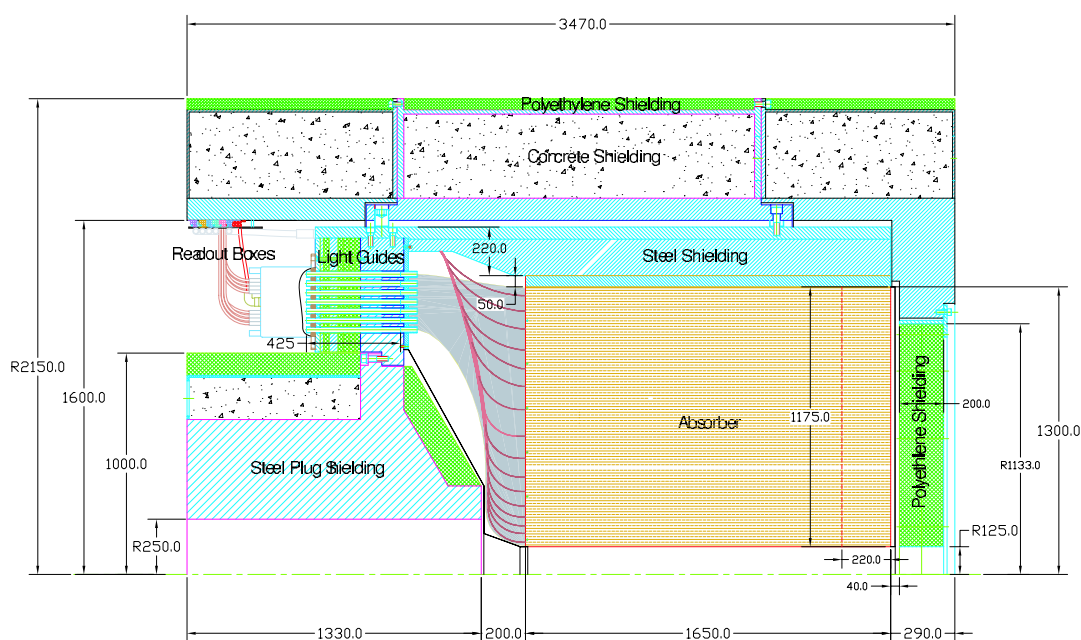 3470.0
Polyethylene Shielding
Concrete Shielding
Readout Boxes
Light Guides
220.0
Steel Shielding
50.0
425
R2150.0
1600.0
Absorber
1175.0
Polyethilene Shielding
200.0
1300.0
1000.0
Steel Plug Shielding
R1133.0
R250.0
R125.0
220.0
40.0
1330.0
200.0
1650.0
290.0